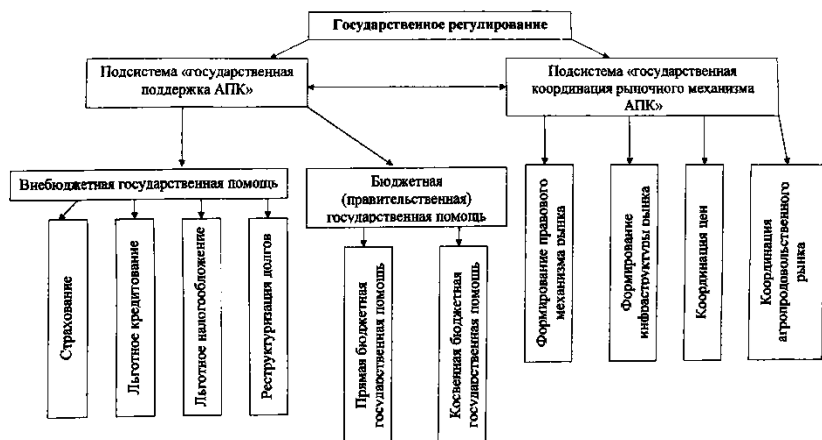 Государственное регулирование
Подсистема «государственная
поддержка АПК»
Подсистема «государственная
координация рыночного механизма
АПК»
Внебюджетная государственная помощь
Бюджетная
(правительственная)
государственная помощь
Страхование
Льготное кредитование
Льготное налогообложение
Реструктуризация долгов
Прямая бюджетная
государственная помощь
Косвенная бюджетная
государственная помощь
Формирование правового
механизма рынка
Формирование
инфраструктуры рынка
Координация цен
Координация
агропродовольственного
рынка